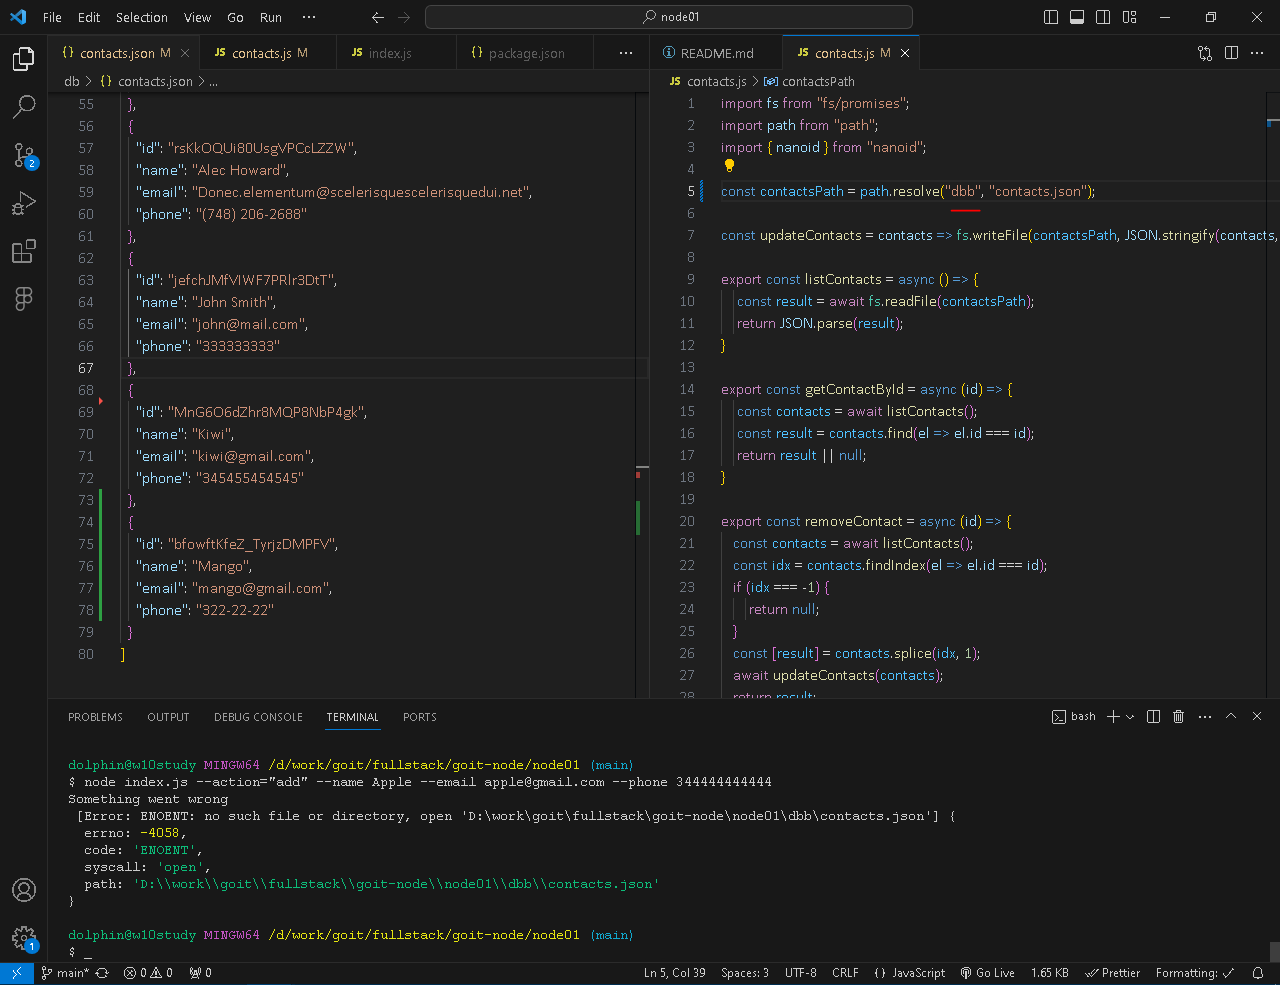 File Edit Selection View Go Run ··· node01
contacts.json M
contacts.js M
index.js
package.json
···
README.md
contacts.js M
···
db > contacts.json > ...
55 },
56 {
57 "id": "rsKkOQUi80UsgVPCcLZZW",
58 "name": "Alec Howard",
59 "email": "Donec.elementum@scelerisquescelerisquedui.net",
60 "phone": "(748) 206-2688"
61 },
62 {
63 "id": "jefchJMfVIWF7PRlr3DtT",
64 "name": "John Smith",
65 "email": "john@mail.com",
66 "phone": "333333333"
67 },
68 {
69 "id": "MnG6O6dZhr8MQP8NbP4gk",
70 "name": "Kiwi",
71 "email": "kiwi@gmail.com",
72 "phone": "345455454545"
73 },
74 {
75 "id": "bfowftKfeZ_TyrjzDMPFV",
76 "name": "Mango",
77 "email": "mango@gmail.com",
78 "phone": "322-22-22"
79 }
80 ]
JS contacts.js > contactsPath
1 import fs from "fs/promises";
2 import path from "path";
3 import { nanoid } from "nanoid";
4
5 const contactsPath = path.resolve("dbb", "contacts.json");
6
7 const updateContacts = contacts => fs.writeFile(contactsPath, JSON.stringify(contacts,
8
9 export const listContacts = async () => {
10 const result = await fs.readFile(contactsPath);
11 return JSON.parse(result);
12 }
13
14 export const getContactById = async (id) => {
15 const contacts = await listContacts();
16 const result = contacts.find(el => el.id === id);
17 return result || null;
18 }
19
20 export const removeContact = async (id) => {
21 const contacts = await listContacts();
22 const idx = contacts.findIndex(el => el.id === id);
23 if (idx === -1) {
24 return null;
25 }
26 const [result] = contacts.splice(idx, 1);
27 await updateContacts(contacts);
28 return result;
PROBLEMS OUTPUT DEBUG CONSOLE TERMINAL PORTS bash
dolphin@w10study MINGW64 /d/work/goit/fullstack/goit-node/node01 (main)
$ node index.js --action="add" --name Apple --email apple@gmail.com --phone 344444444444
Something went wrong
[Error: ENOENT: no such file or directory, open 'D:\work\goit\fullstack\goit-node\node01\dbb\contacts.json'] {
errno: -4058,
code: 'ENOENT',
syscall: 'open',
path: 'D:\\work\\goit\\fullstack\\goit-node\\node01\\dbb\\contacts.json'
}
dolphin@w10study MINGW64 /d/work/goit/fullstack/goit-node/node01 (main)
$ _
2
1
main* 0 0 0 Ln 5, Col 39 Spaces: 3 UTF-8 CRLF {} JavaScript Go Live 1.65 KB Prettier Formatting: ✓